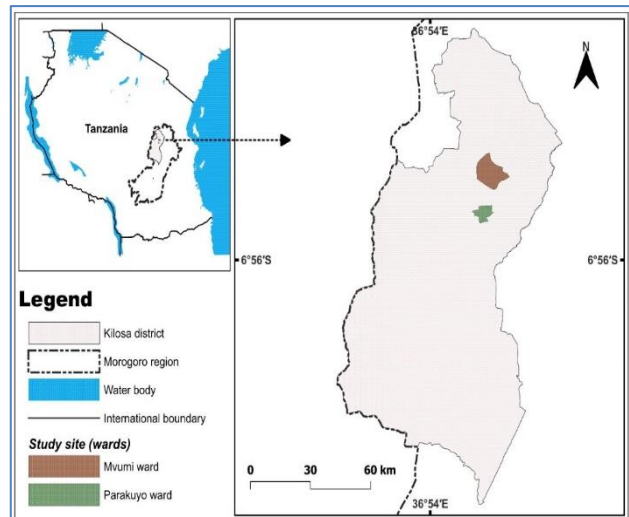 36°54'E
N
Tanzania
6°56'S
6°56'S
Legend
Kilosa district
Morogoro region
Water body
International boundary
Study site (wards)
Mvumi ward
Parakuyo ward
0 30 60 km
36°54'E